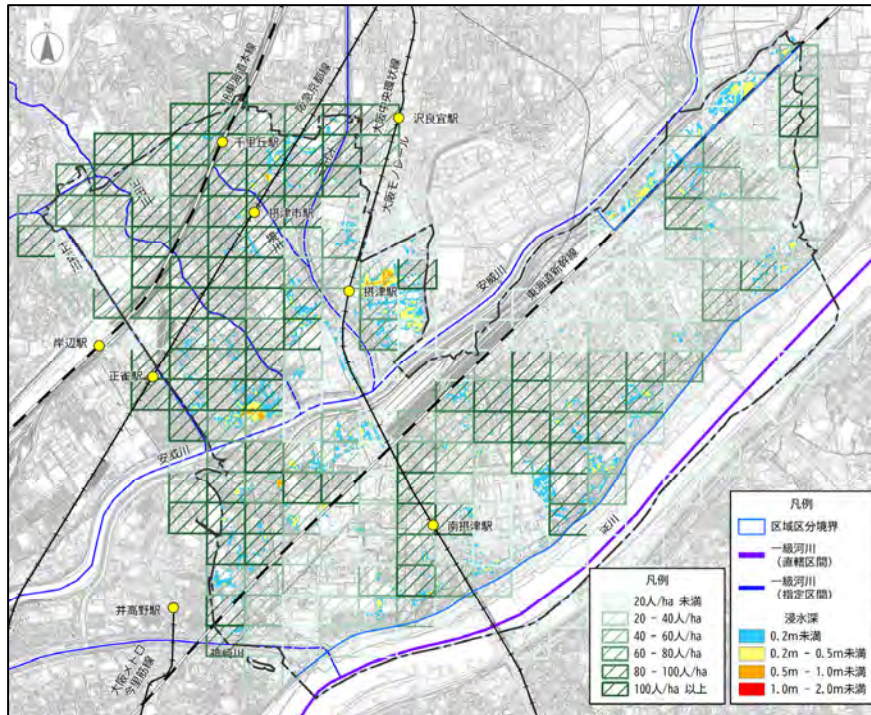 N
JR東海道本線
阪急京都線
大阪中央環状線
沢良宜駅
千里丘駅
大阪モノレール
摂津市駅
安威川
東海道新幹線
摂津駅
岸辺駅
正雀駅
安威川
淀川
南摂津駅
井高野駅
大阪メトロ
今里筋線
凡例
20人/ha 未満
20 - 40人/ha
40 - 60人/ha
60 - 80人/ha
80 - 100人/ha
100人/ha 以上
凡例
区域区分境界
一級河川
(直轄区間)
一級河川
(指定区間)
浸水深
0.2m未満
0.2m - 0.5m未満
0.5m - 1.0m未満
1.0m - 2.0m未満